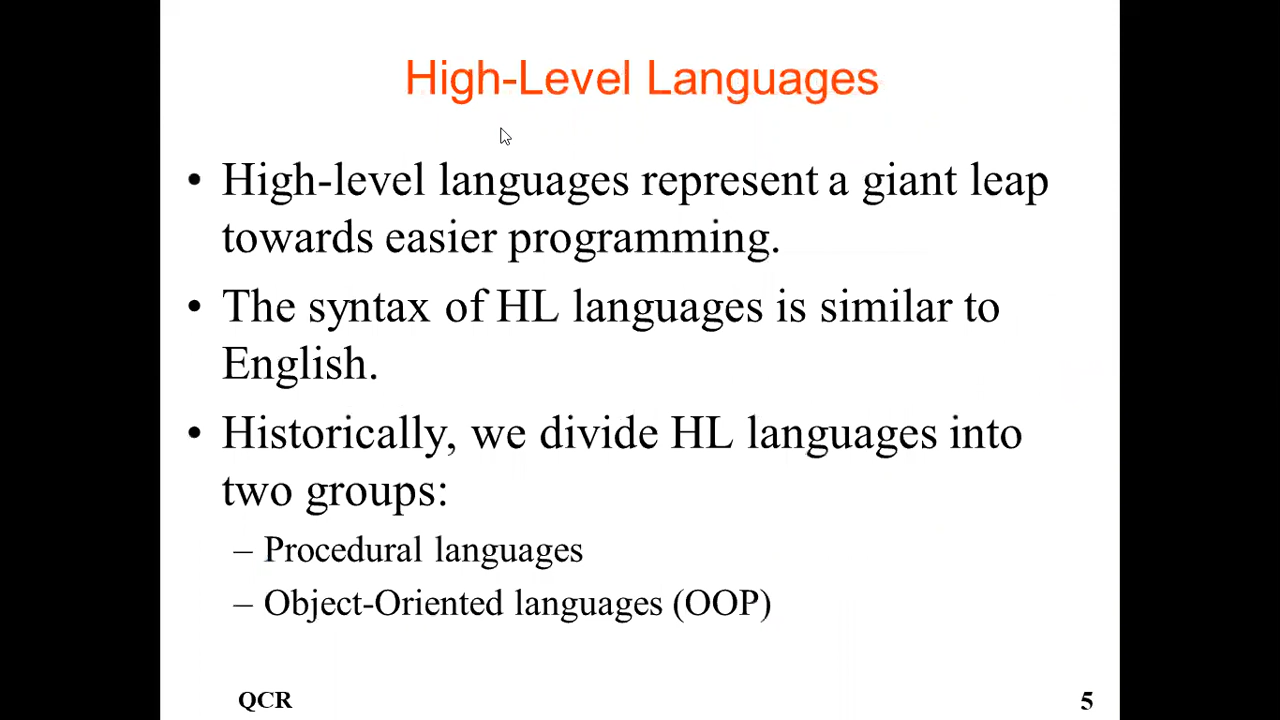 High-Level Languages
• High-level languages represent a giant leap
towards easier programming.
• The syntax of HL languages is similar to
English.
• Historically, we divide HL languages into
two groups:
– Procedural languages
– Object-Oriented languages (OOP)
QCR
5